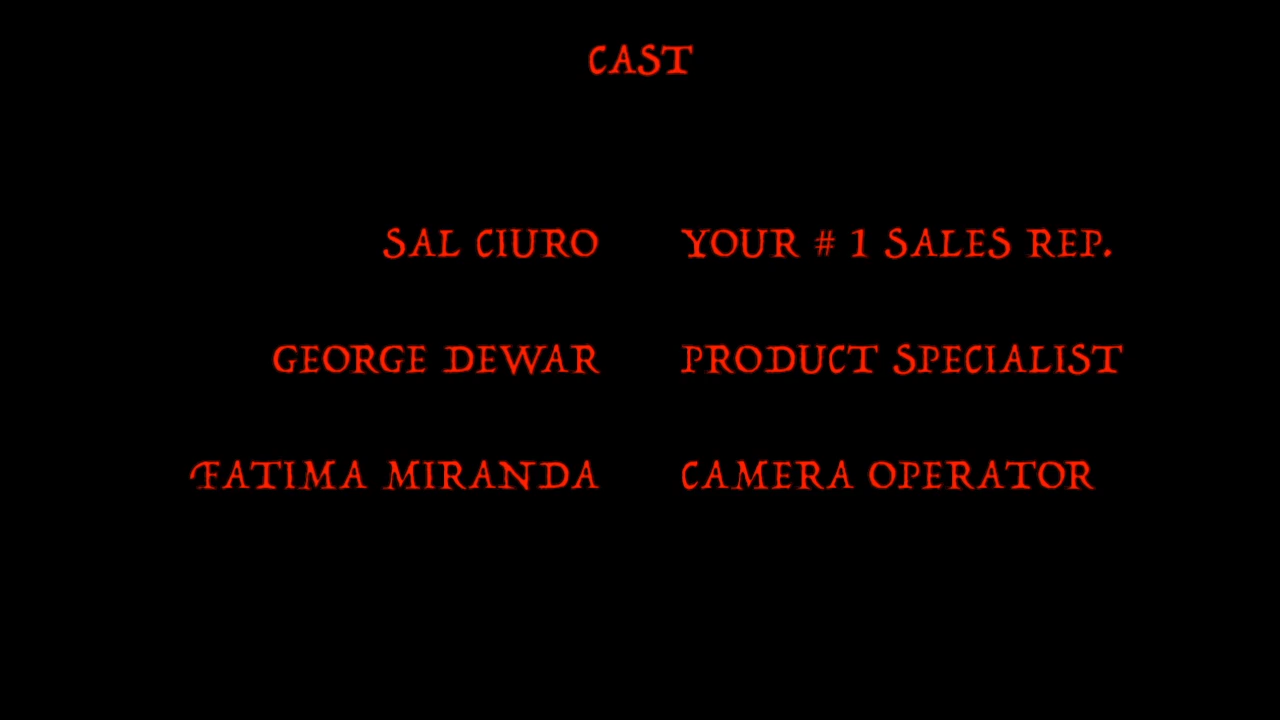 CAST
SAL CIURO YOUR # 1 SALES REP.
GEORGE DEWAR PRODUCT SPECIALIST
FATIMA MIRANDA CAMERA OPERATOR